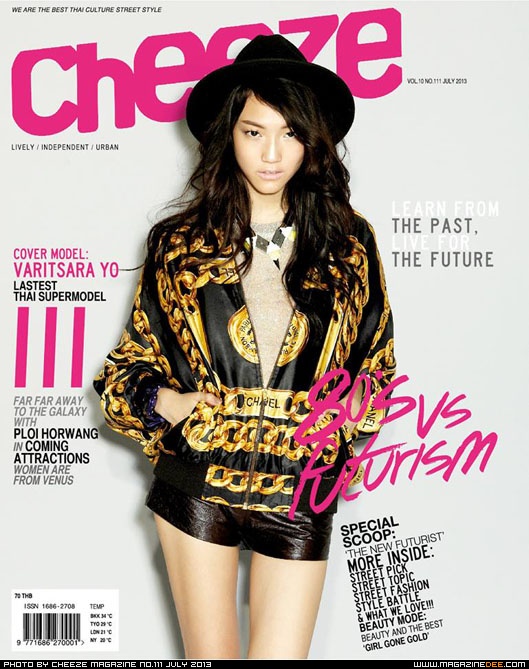 WE ARE THE BEST THAI CULTURE STREET STYLE
cheeze
VOL.10 NO.111 JULY 2013
LIVELY / INDEPENDENT / URBAN
LEARN FROM
THE PAST,
LIVE FOR
THE FUTURE
COVER MODEL:
VARITSARA YO
LASTEST
THAI SUPERMODEL
111
FAR FAR AWAY
TO THE GALAXY
WITH
PLOI HORWANG
IN COMING
ATTRACTIONS
WOMEN ARE
FROM VENUS
CHANEL
80's vs
futurism
SPECIAL
SCOOP:
'THE NEW FUTURIST'
MORE INSIDE:
STREET PICK
STREET TOPIC
STREET FASHION
STYLE BATTLE
& WHAT WE LOVE!!!
BEAUTY MODE:
BEAUTY AND THE BEST
'GIRL GONE GOLD'
70 THB
ISSN 1686-2708
9 771686 270001
TEMP
BKK 34 °C
TYO 29 °C
LDN 21 °C
NY 20 °C
PHOTO BY CHEEZE MAGAZINE NO.111 JULY 2013
WWW.MAGAZINEDEE.COM